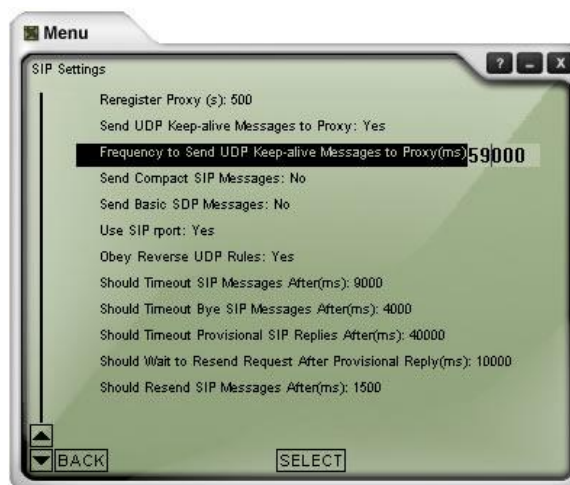 Menu
? - X
SIP Settings
Reregister Proxy (s): 500
Send UDP Keep-alive Messages to Proxy: Yes
Frequency to Send UDP Keep-alive Messages to Proxy(ms) 59000
Send Compact SIP Messages: No
Send Basic SDP Messages: No
Use SIP rport: Yes
Obey Reverse UDP Rules: Yes
Should Timeout SIP Messages After(ms): 9000
Should Timeout Bye SIP Messages After(ms): 4000
Should Timeout Provisional SIP Replies After(ms): 40000
Should Wait to Resend Request After Provisional Reply(ms): 10000
Should Resend SIP Messages After(ms): 1500
BACK SELECT